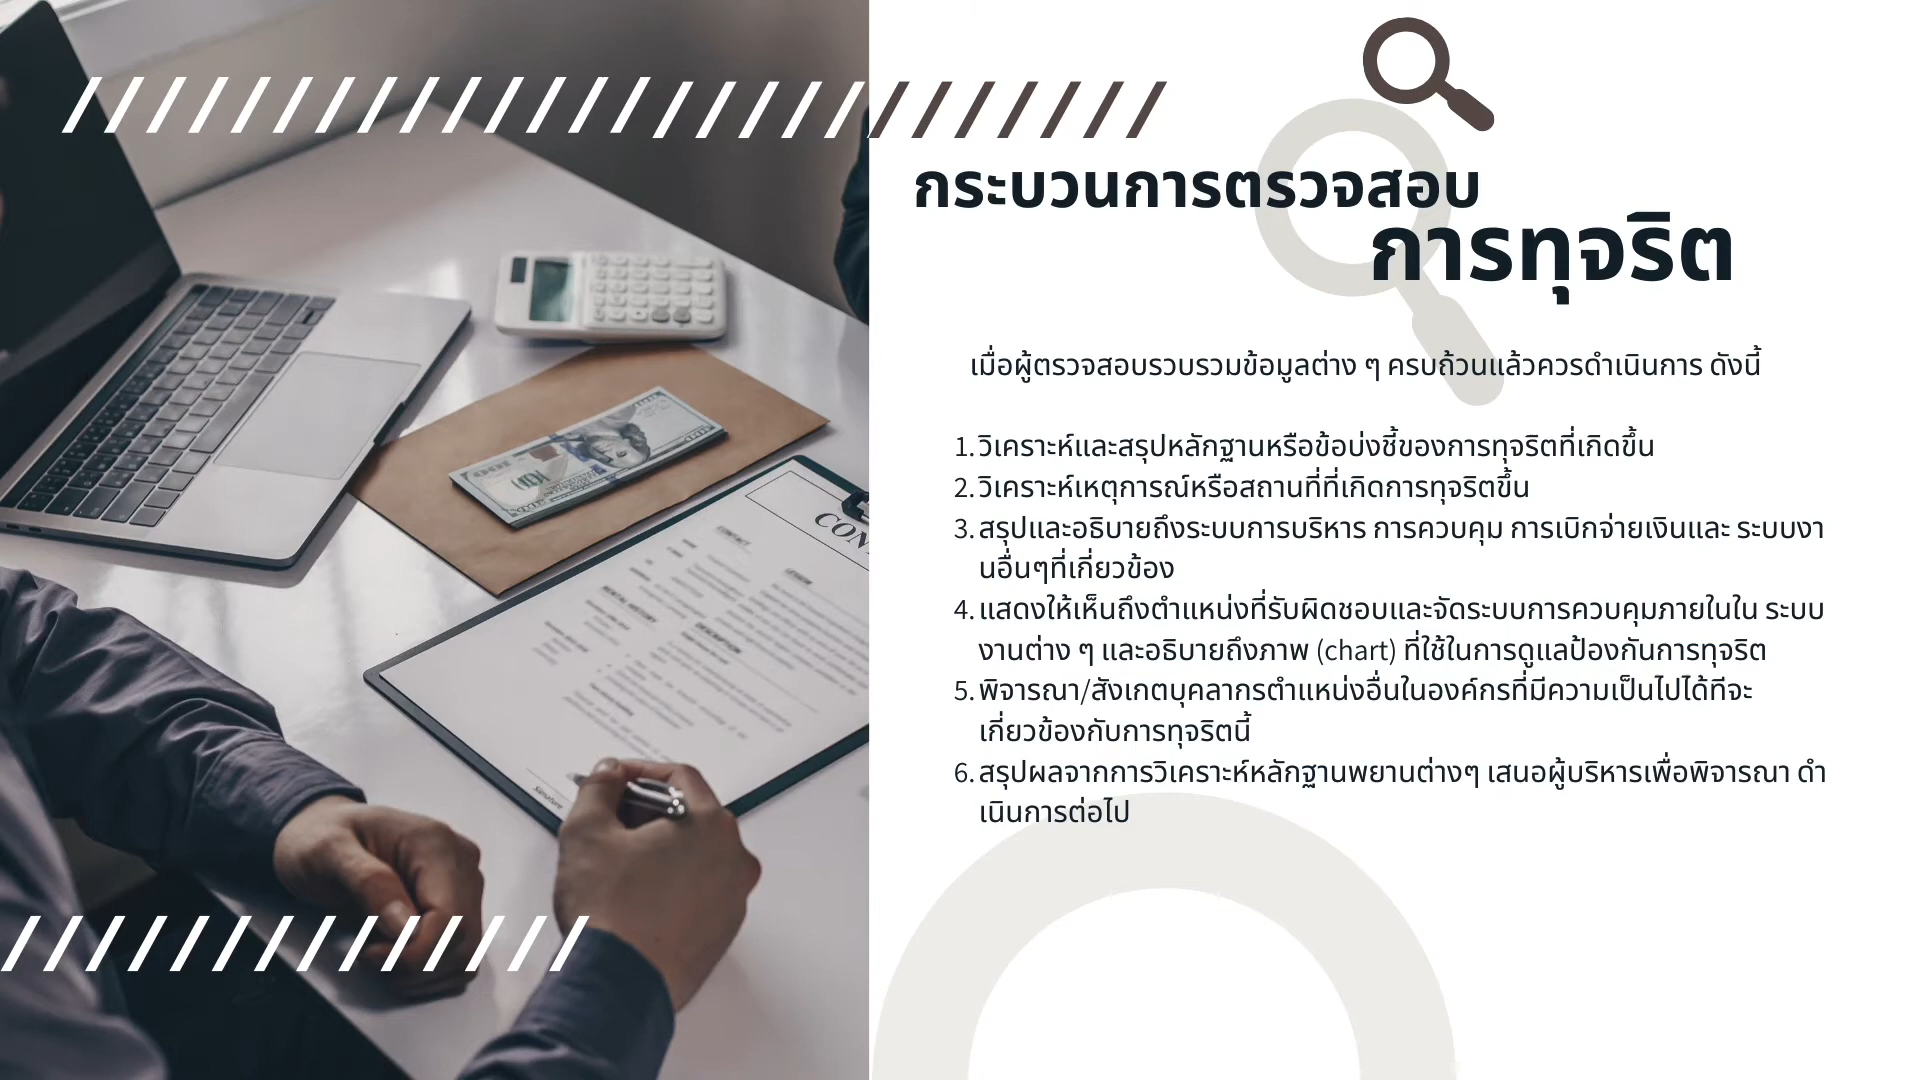 กระบวนการตรวจสอบ
การทุจริต
เมื่อผู้ตรวจสอบรวบรวมข้อมูลต่าง ๆ ครบถ้วนแล้วควรดำเนินการ ดังนี้
1. วิเคราะห์และสรุปหลักฐานหรือข้อบ่งชี้ของการทุจริตที่เกิดขึ้น
2. วิเคราะห์เหตุการณ์หรือสถานที่ที่เกิดการทุจริตขึ้น
3. สรุปและอธิบายถึงระบบการบริหาร การควบคุม การเบิกจ่ายเงินและ ระบบงา
นอื่นๆที่เกี่ยวข้อง
4. แสดงให้เห็นถึงตำแหน่งที่รับผิดชอบและจัดระบบการควบคุมภายในใน ระบบ
งานต่าง ๆ และอธิบายถึงภาพ (chart) ที่ใช้ในการดูแลป้องกันการทุจริต
5. พิจารณา/สังเกตบุคลากรตำแหน่งอื่นในองค์กรที่มีความเป็นไปได้ทีจะ
เกี่ยวข้องกับการทุจริตนี้
6. สรุปผลจากการวิเคราะห์หลักฐานพยานต่างๆ เสนอผู้บริหารเพื่อพิจารณา ดำ
เนินการต่อไป
CON
CONTACT
DESCRIPTION
Signature
100